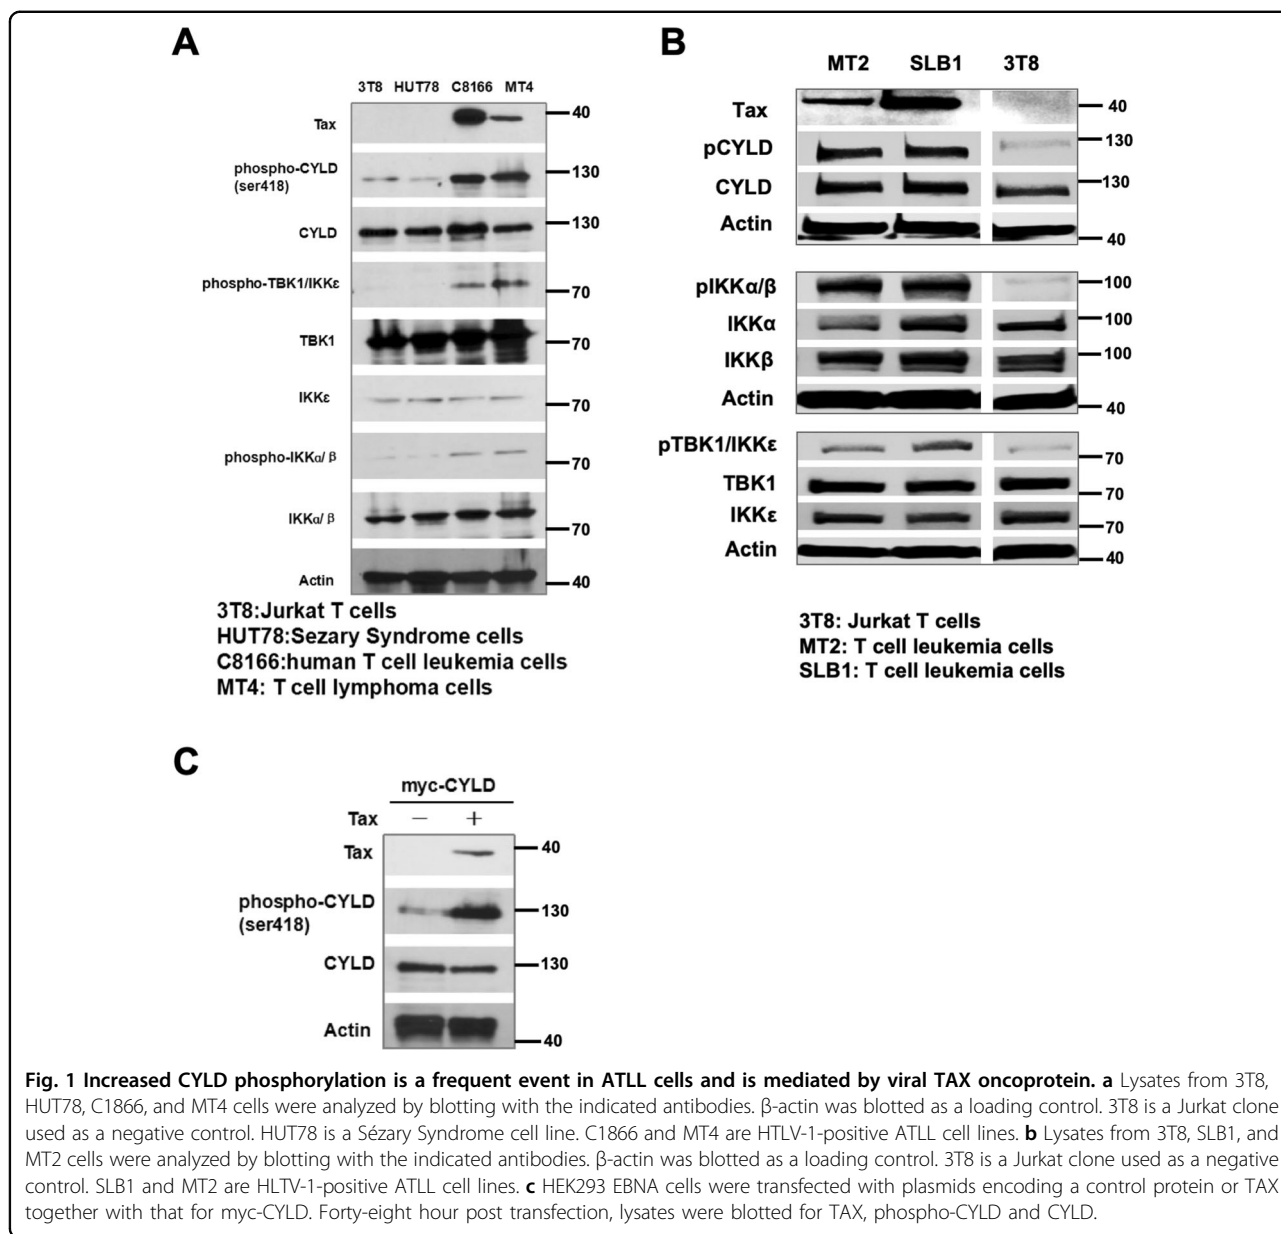 A
3T8 HUT78 C8166 MT4
Tax
40
phospho-CYLD
(ser418)
130
CYLD
130
phospho-TBK1/IKKε
70
TBK1
70
IKKε
70
phospho-IKKα/ β
70
IKKα/ β
70
Actin
40
3T8:Jurkat T cells
HUT78:Sezary Syndrome cells
C8166:human T cell leukemia cells
MT4: T cell lymphoma cells
B
MT2 SLB1 3T8
Tax
40
pCYLD
130
CYLD
130
Actin
40
pIKKα/β
100
IKKα
100
IKKβ
100
Actin
40
pTBK1/IKKε
70
TBK1
70
IKKε
70
Actin
40
3T8: Jurkat T cells
MT2: T cell leukemia cells
SLB1: T cell leukemia cells
C
myc-CYLD
Tax − +
Tax
40
phospho-CYLD
(ser418)
130
CYLD
130
Actin
40
Fig. 1 Increased CYLD phosphorylation is a frequent event in ATLL cells and is mediated by viral TAX oncoprotein. a Lysates from 3T8,
HUT78, C1866, and MT4 cells were analyzed by blotting with the indicated antibodies. β-actin was blotted as a loading control. 3T8 is a Jurkat clone
used as a negative control. HUT78 is a Sézary Syndrome cell line. C1866 and MT4 are HTLV-1-positive ATLL cell lines. b Lysates from 3T8, SLB1, and
MT2 cells were analyzed by blotting with the indicated antibodies. β-actin was blotted as a loading control. 3T8 is a Jurkat clone used as a negative
control. SLB1 and MT2 are HLTV-1-positive ATLL cell lines. c HEK293 EBNA cells were transfected with plasmids encoding a control protein or TAX
together with that for myc-CYLD. Forty-eight hour post transfection, lysates were blotted for TAX, phospho-CYLD and CYLD.